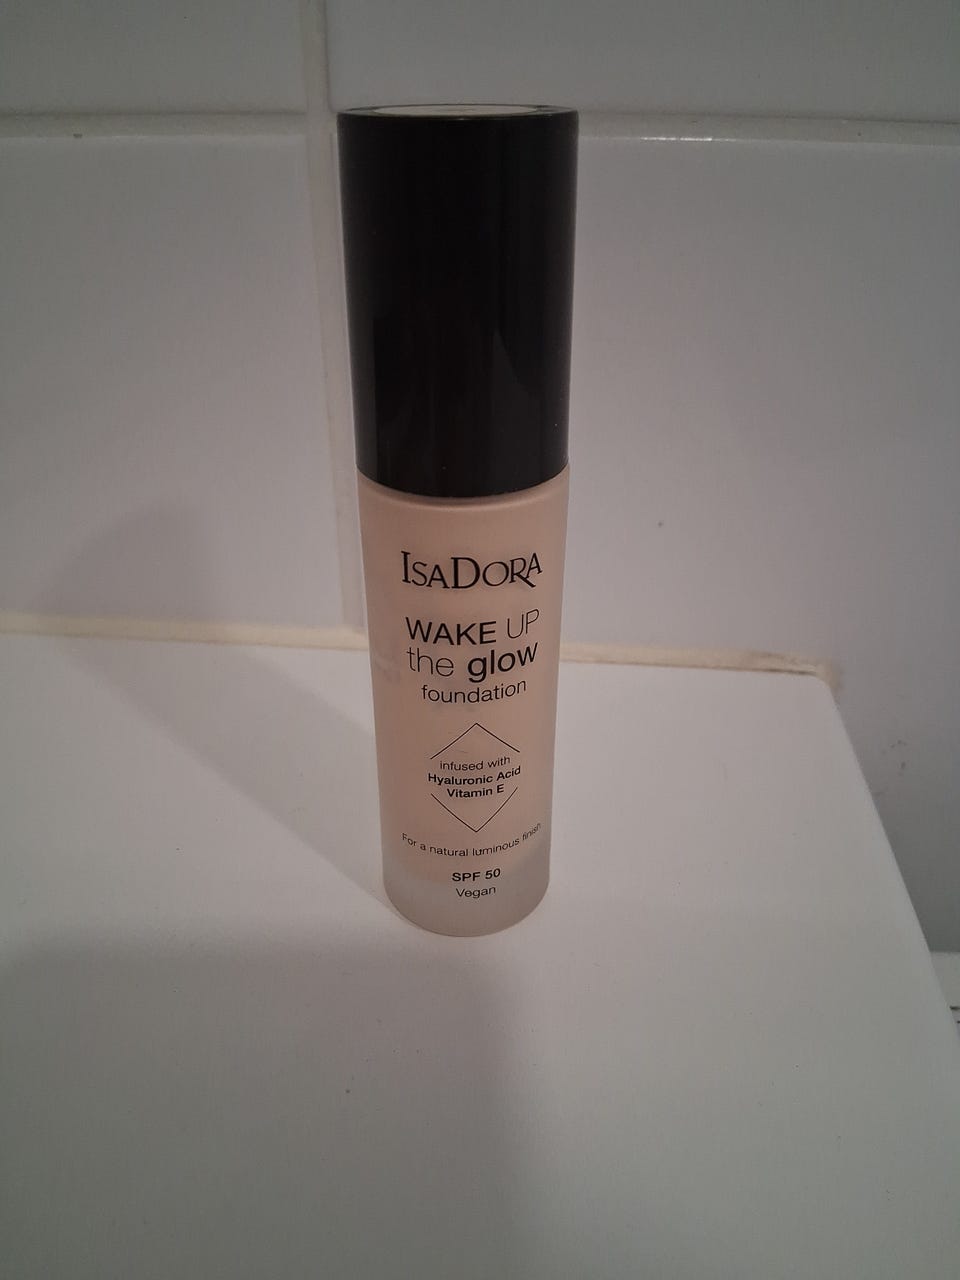 ISADORA
WAKE UP
the glow
foundation
infused with
Hyaluronic Acid
Vitamin E
For a natural luminous finish
SPF 50
Vegan